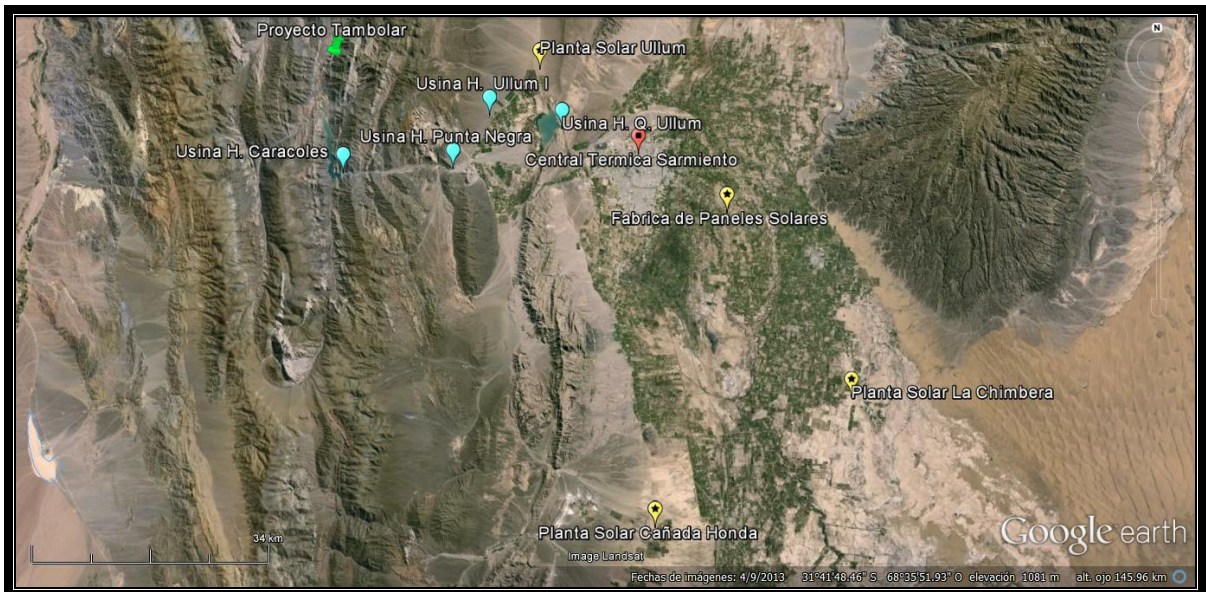 N
Proyecto Tambolar
Planta Solar Ullum
Usina H. Ullum I
Usina H. Q. Ullum
Usina H. Punta Negra
Usina H. Caracoles
Central Termica Sarmiento
Fabrica de Paneles Solares
Planta Solar La Chimbera
Planta Solar Cañada Honda
34 km
Image Landsat
Google earth
Fechas de imágenes: 4/9/2013 31°41'48.46" S 68°35'51.93" O elevación 1081 m alt. ojo 145.96 km